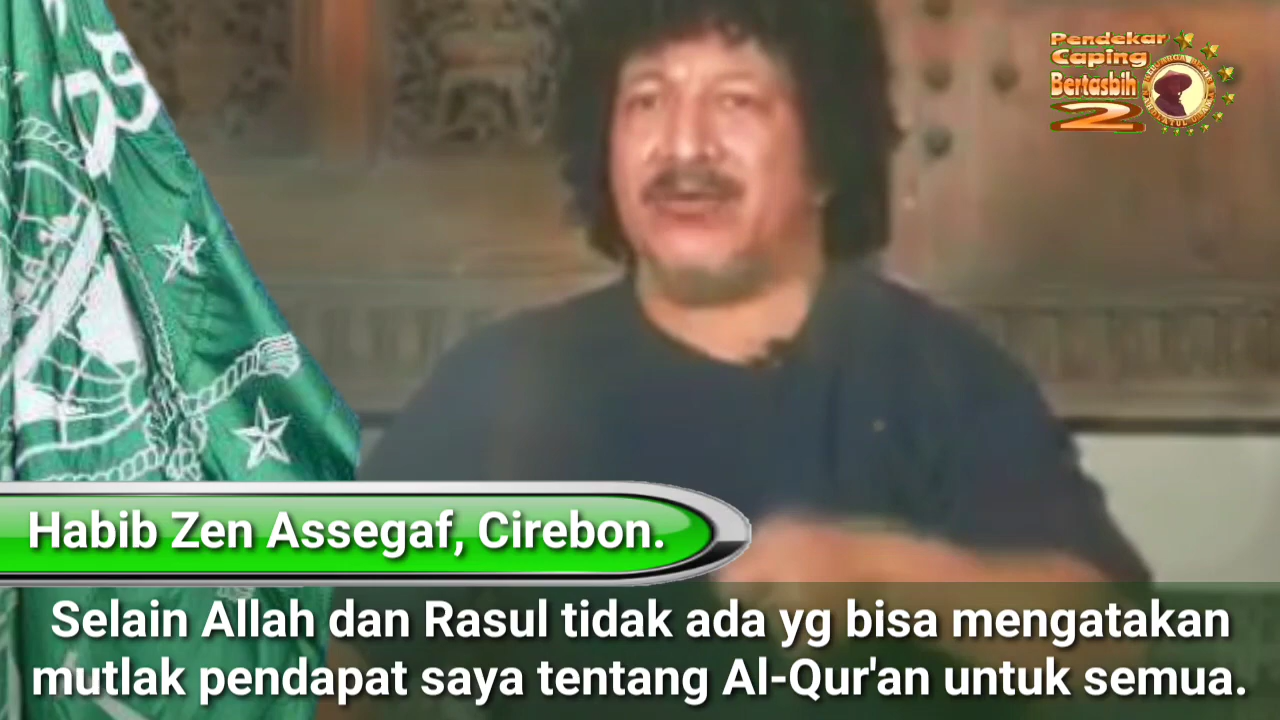 Pendekar
Caping
Bertasbih
2
Habib Zen Assegaf, Cirebon.
Selain Allah dan Rasul tidak ada yg bisa mengatakan
mutlak pendapat saya tentang Al-Qur'an untuk semua.